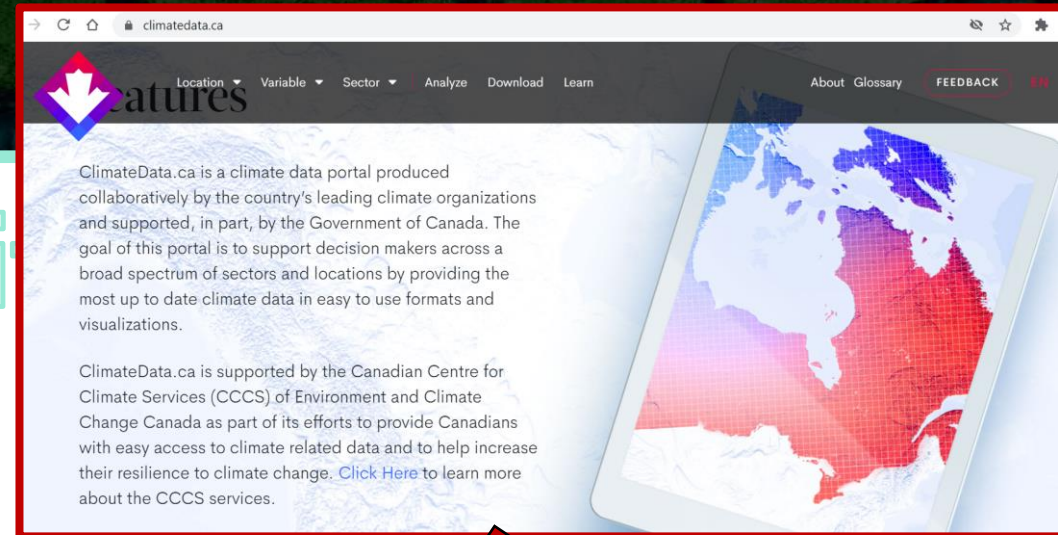 climatedata.ca
Location Variable Sector Analyze Download Learn About Glossary FEEDBACK EN
eatures
ClimateData.ca is a climate data portal produced
collaboratively by the country's leading climate organizations
and supported, in part, by the Government of Canada. The
goal of this portal is to support decision makers across a
broad spectrum of sectors and locations by providing the
most up to date climate data in easy to use formats and
visualizations.
ClimateData.ca is supported by the Canadian Centre for
Climate Services (CCCS) of Environment and Climate
Change Canada as part of its efforts to provide Canadians
with easy access to climate related data and to help increase
their resilience to climate change. Click Here to learn more
about the CCCS services.